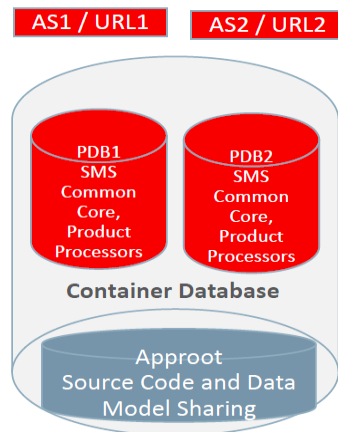 AS1 / URL1
AS2 / URL2
PDB1
SMS
Common
Core,
Product
Processors
PDB2
SMS
Common
Core,
Product
Processors
Container Database
Approot
Source Code and Data
Model Sharing